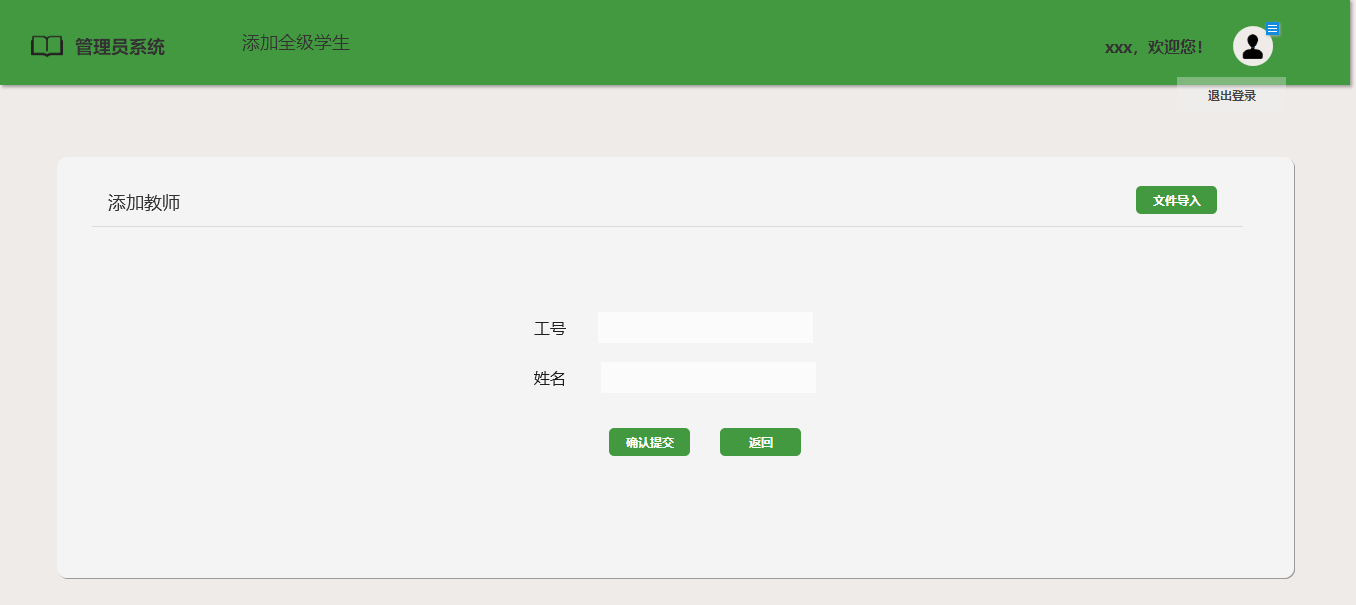 管理员系统
添加全级学生
xxx，欢迎您！
退出登录
添加教师
文件导入
工号
姓名
确认提交
返回